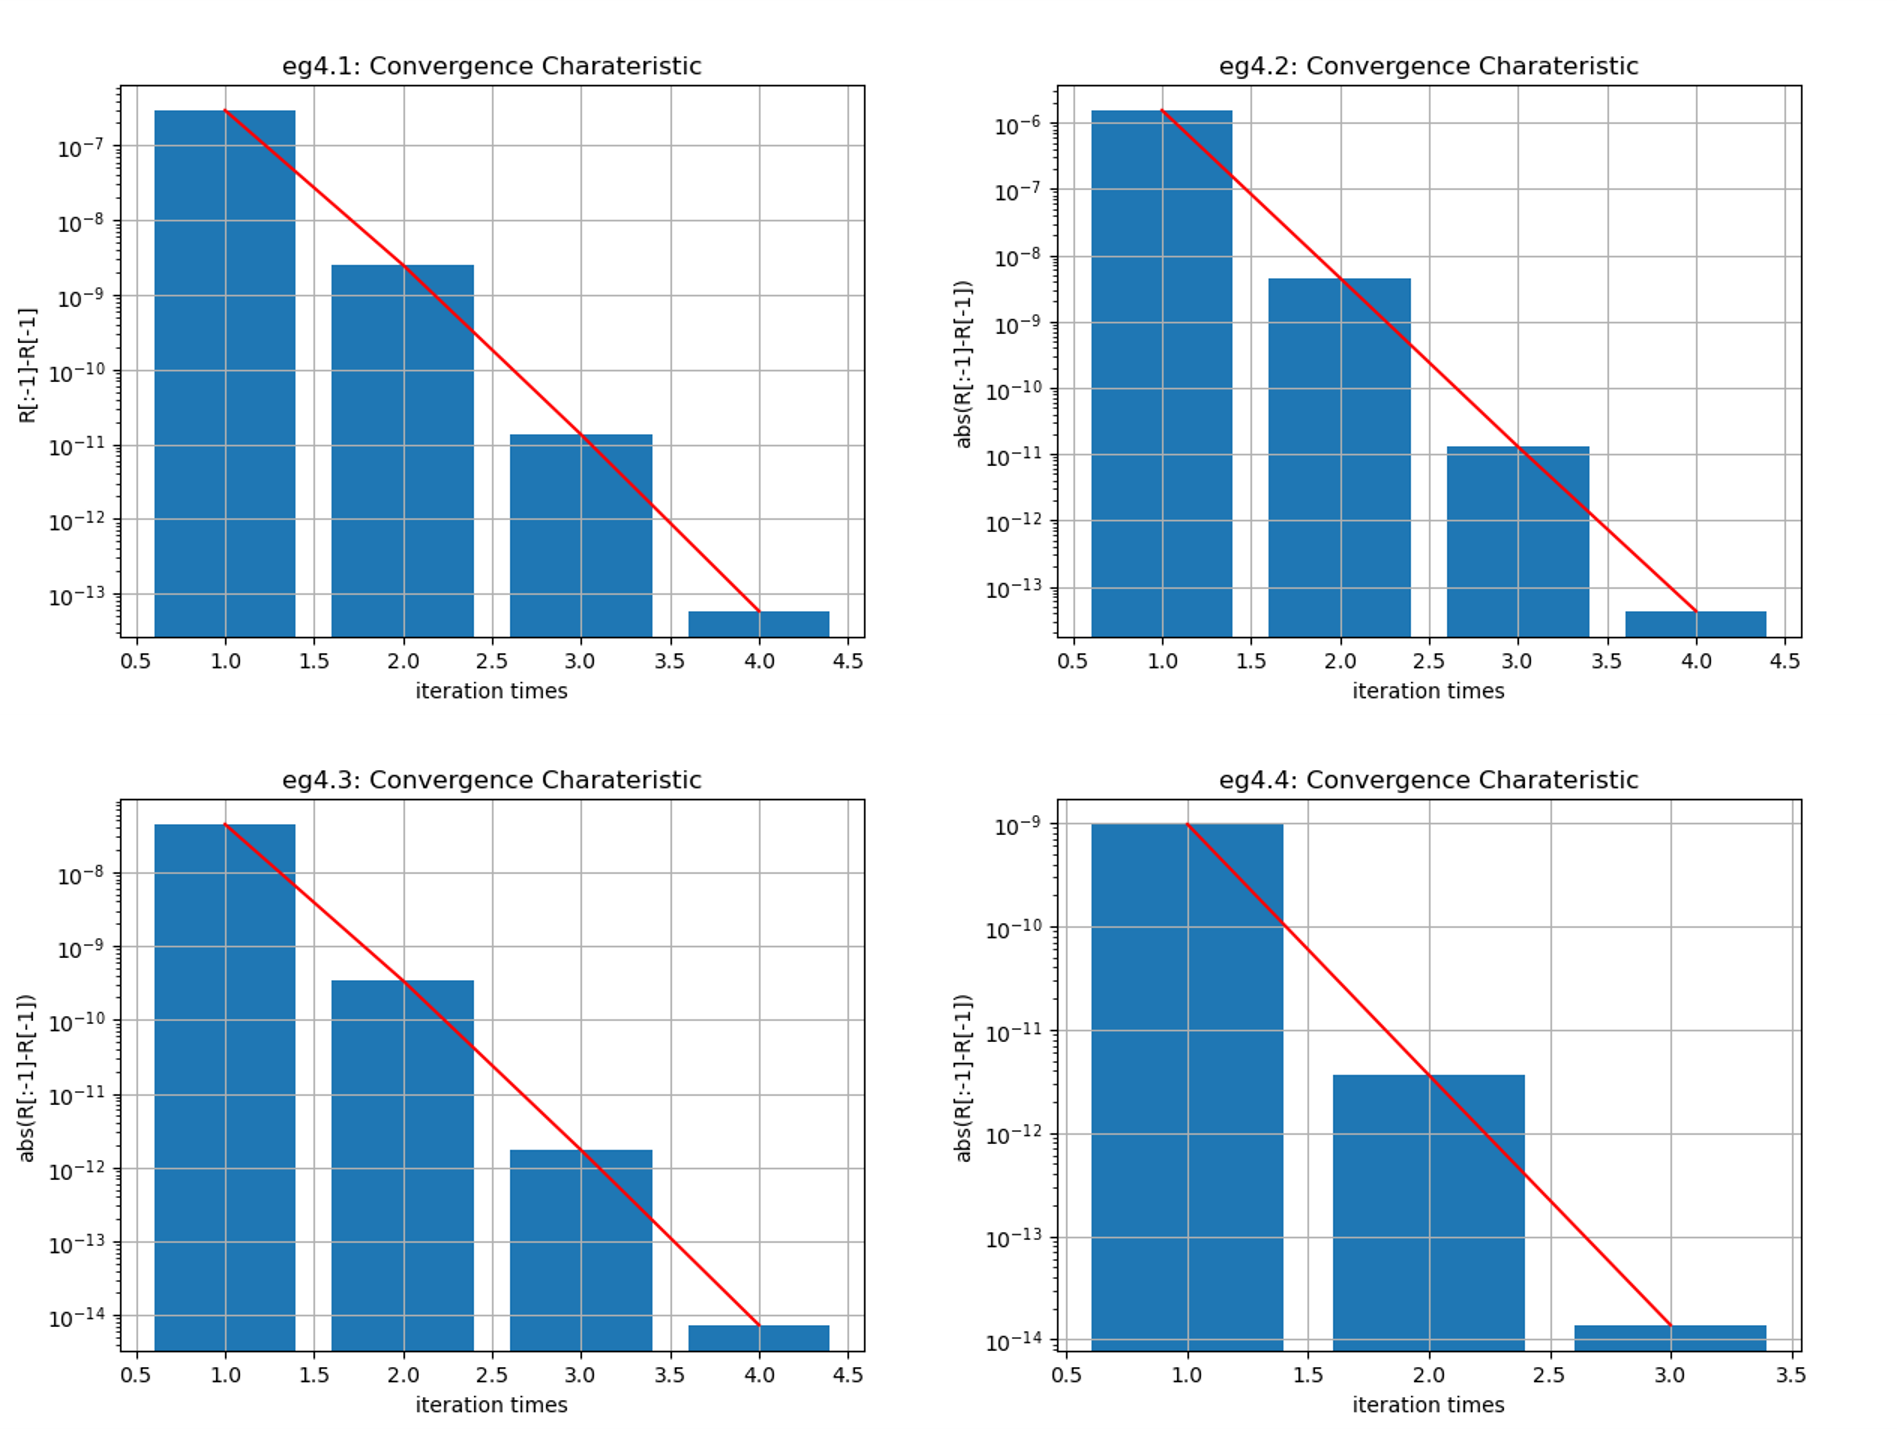 eg4.1: Convergence Charateristic
R[:-1]-R[-1]
10⁻⁷
10⁻⁸
10⁻⁹
10⁻¹⁰
10⁻¹¹
10⁻¹²
10⁻¹³
0.5 1.0 1.5 2.0 2.5 3.0 3.5 4.0 4.5
iteration times
eg4.2: Convergence Charateristic
abs(R[:-1]-R[-1])
10⁻⁶
10⁻⁷
10⁻⁸
10⁻⁹
10⁻¹⁰
10⁻¹¹
10⁻¹²
10⁻¹³
0.5 1.0 1.5 2.0 2.5 3.0 3.5 4.0 4.5
iteration times
eg4.3: Convergence Charateristic
abs(R[:-1]-R[-1])
10⁻⁸
10⁻⁹
10⁻¹⁰
10⁻¹¹
10⁻¹²
10⁻¹³
10⁻¹⁴
0.5 1.0 1.5 2.0 2.5 3.0 3.5 4.0 4.5
iteration times
eg4.4: Convergence Charateristic
abs(R[:-1]-R[-1])
10⁻⁹
10⁻¹⁰
10⁻¹¹
10⁻¹²
10⁻¹³
10⁻¹⁴
0.5 1.0 1.5 2.0 2.5 3.0 3.5
iteration times